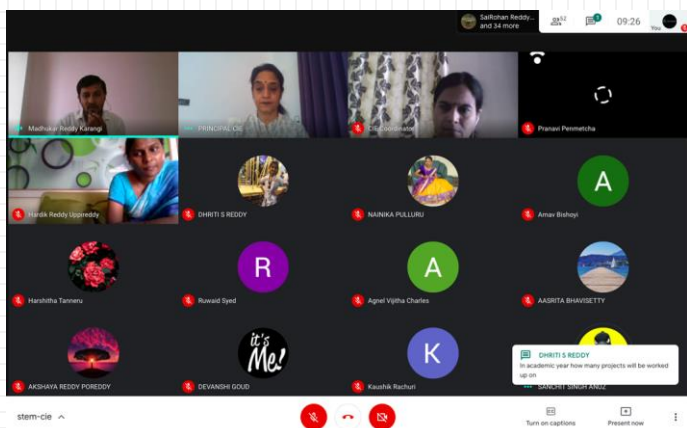 SaiRohan Reddy...
and 34 more
52
09:26
You
Madhukar Reddy Karangi
PRINCIPAL CIE
CIE Coordinator
Pranavi Penmetcha
Hardik Reddy Upporeddy
DHRITI S REDDY
NAINIKA PULLURU
A
Arnav Bishoyi
Harshitha Tanneru
R
Ruwaid Syed
A
Agnel Vijitha Charles
AASRITA BHAVISETTY
AKSHAYA REDDY POREDDY
it's
Me!
DEVANSHI GOUD
K
Kaushik Rachuri
DHRITI S REDDY
In academic year how many projects will be worked
up on
SANCHIT SINGH ANDZ
stem-cie
Turn on captions
Present now